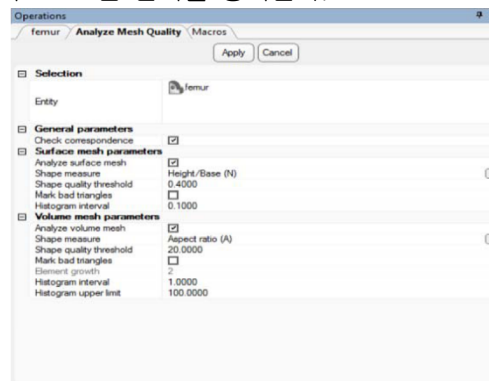 Operations
femur Analyze Mesh Quality Macros
Apply Cancel
Selection
Entity femur
General parameters
Check correspondence
Surface mesh parameters
Analyze surface mesh
Shape measure Height/Base (N)
Shape quality threshold 0.4000
Mark bad triangles
Histogram interval 0.1000
Volume mesh parameters
Analyze volume mesh
Shape measure Aspect ratio (A)
Shape quality threshold 20.0000
Mark bad triangles
Element growth 2
Histogram interval 1.0000
Histogram upper limit 100.0000